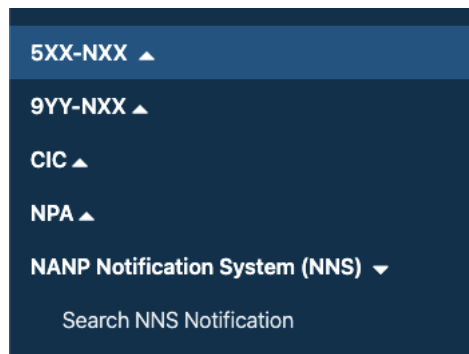 5XX-NXX
9YY-NXX
CIC
NPA
NANP Notification System (NNS)
Search NNS Notification